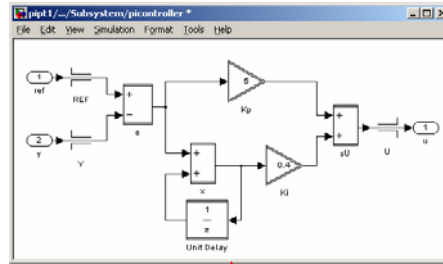 pipt1/.../Subsystem/picontroller *
File Edit View Simulation Format Tools Help
1
ref
REF
2
y
Y
+
−
e
5
Kp
+
+
x
0.4
Ki
1
z
Unit Delay
+
+
sU
U
1
u